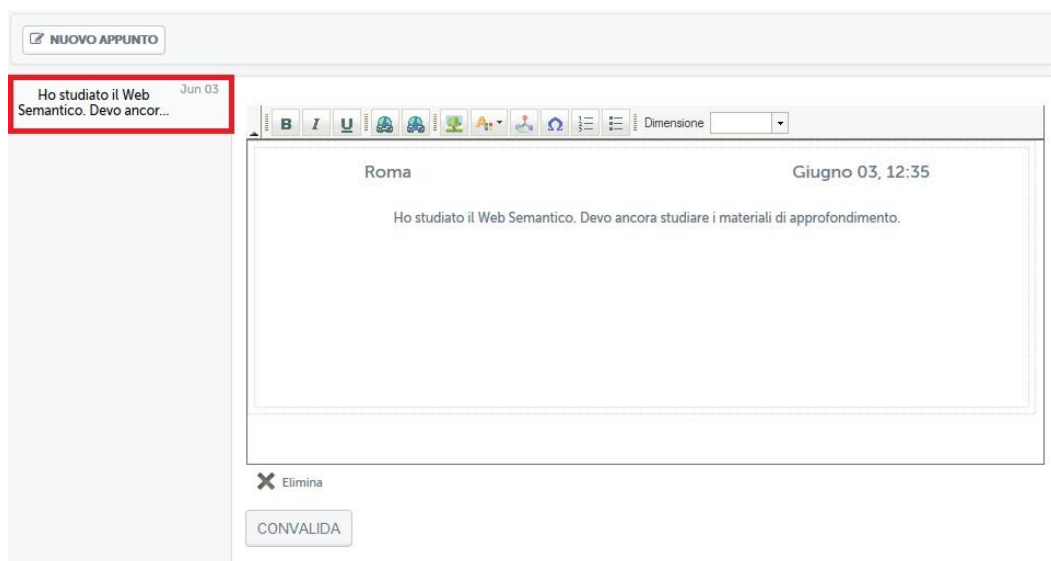 NUOVO APPUNTO
Ho studiato il Web Jun 03
Semantico. Devo ancor...
B I U Dimensione
Roma Giugno 03, 12:35
Ho studiato il Web Semantico. Devo ancora studiare i materiali di approfondimento.
Elimina
CONVALIDA